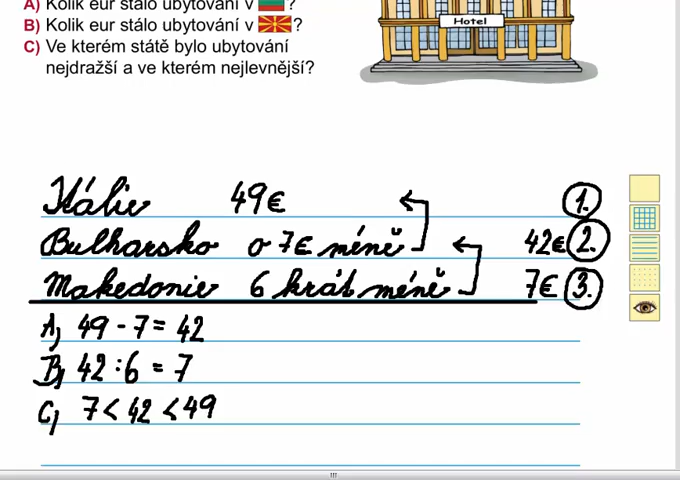 A) Kolik eur stálo ubytování v ?
B) Kolik eur stálo ubytování v ?
C) Ve kterém státě bylo ubytování
nejdražší a ve kterém nejlevnější?
Hotel
Itálie 49€ 1.
Bulharsko o 7€ méně 42€ 2.
Makedonie 6 krát méně 7€ 3.
A) 49 - 7 = 42
B) 42 : 6 = 7
C) 7 < 42 < 49